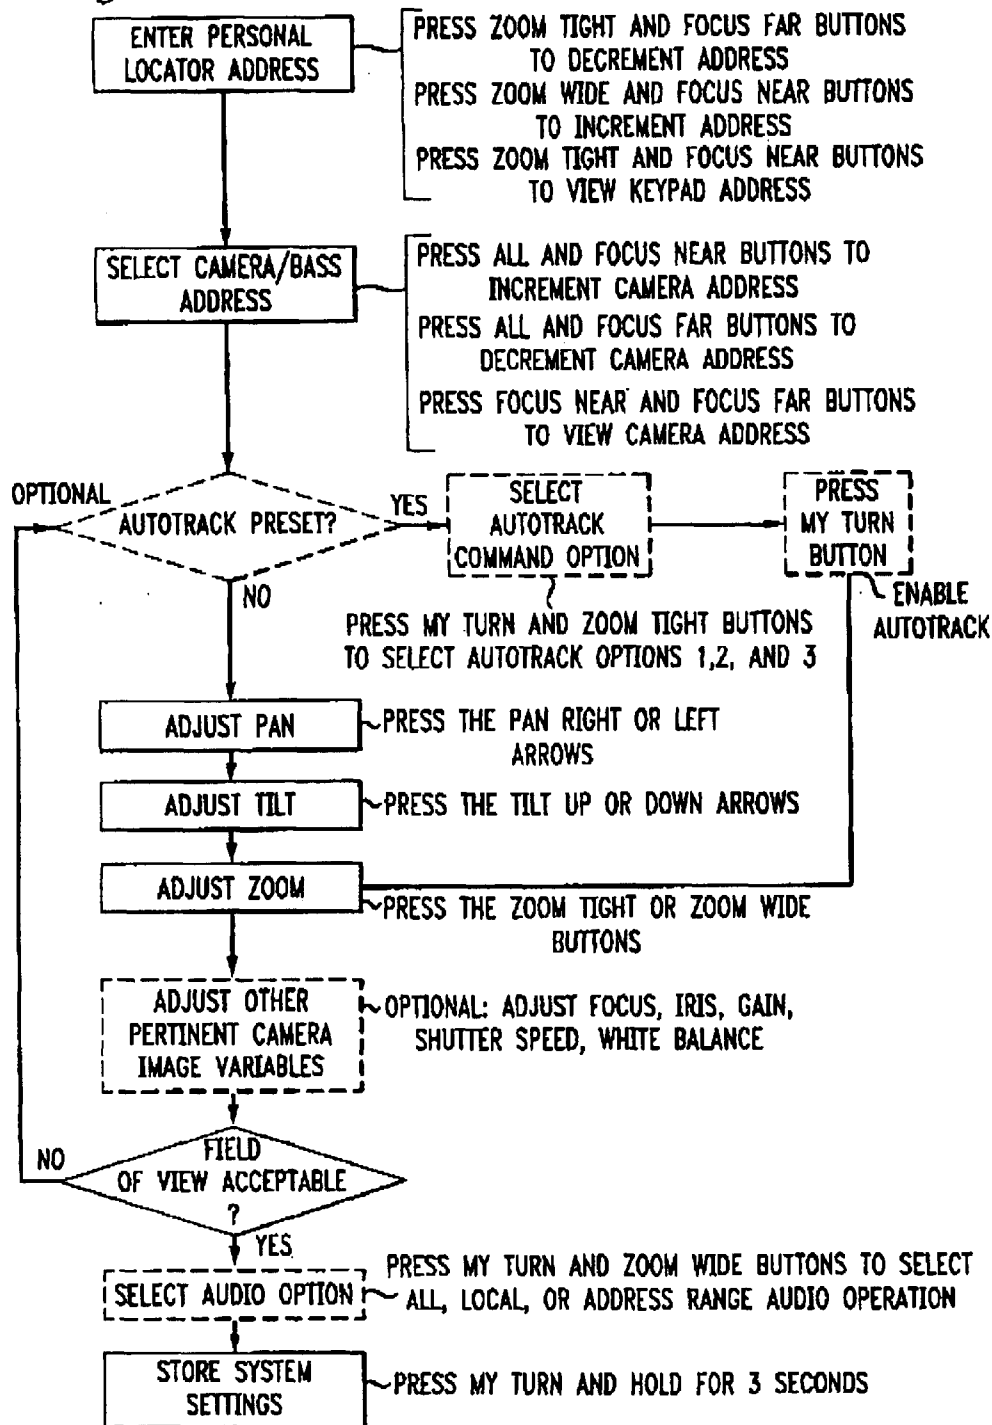 ENTER PERSONAL
LOCATOR ADDRESS
PRESS ZOOM TIGHT AND FOCUS FAR BUTTONS
TO DECREMENT ADDRESS
PRESS ZOOM WIDE AND FOCUS NEAR BUTTONS
TO INCREMENT ADDRESS
PRESS ZOOM TIGHT AND FOCUS NEAR BUTTONS
TO VIEW KEYPAD ADDRESS
SELECT CAMERA/BASS
ADDRESS
PRESS ALL AND FOCUS NEAR BUTTONS TO
INCREMENT CAMERA ADDRESS
PRESS ALL AND FOCUS FAR BUTTONS TO
DECREMENT CAMERA ADDRESS
PRESS FOCUS NEAR AND FOCUS FAR BUTTONS
TO VIEW CAMERA ADDRESS
OPTIONAL
AUTOTRACK PRESET?
YES
SELECT
AUTOTRACK
COMMAND OPTION
PRESS
MY TURN
BUTTON
ENABLE
AUTOTRACK
NO
PRESS MY TURN AND ZOOM TIGHT BUTTONS
TO SELECT AUTOTRACK OPTIONS 1,2, AND 3
ADJUST PAN
PRESS THE PAN RIGHT OR LEFT
ARROWS
ADJUST TILT
PRESS THE TILT UP OR DOWN ARROWS
ADJUST ZOOM
PRESS THE ZOOM TIGHT OR ZOOM WIDE
BUTTONS
ADJUST OTHER
PERTINENT CAMERA
IMAGE VARIABLES
OPTIONAL: ADJUST FOCUS, IRIS, GAIN,
SHUTTER SPEED, WHITE BALANCE
NO
FIELD
OF VIEW ACCEPTABLE
?
YES
SELECT AUDIO OPTION
PRESS MY TURN AND ZOOM WIDE BUTTONS TO SELECT
ALL, LOCAL, OR ADDRESS RANGE AUDIO OPERATION
STORE SYSTEM
SETTINGS
PRESS MY TURN AND HOLD FOR 3 SECONDS